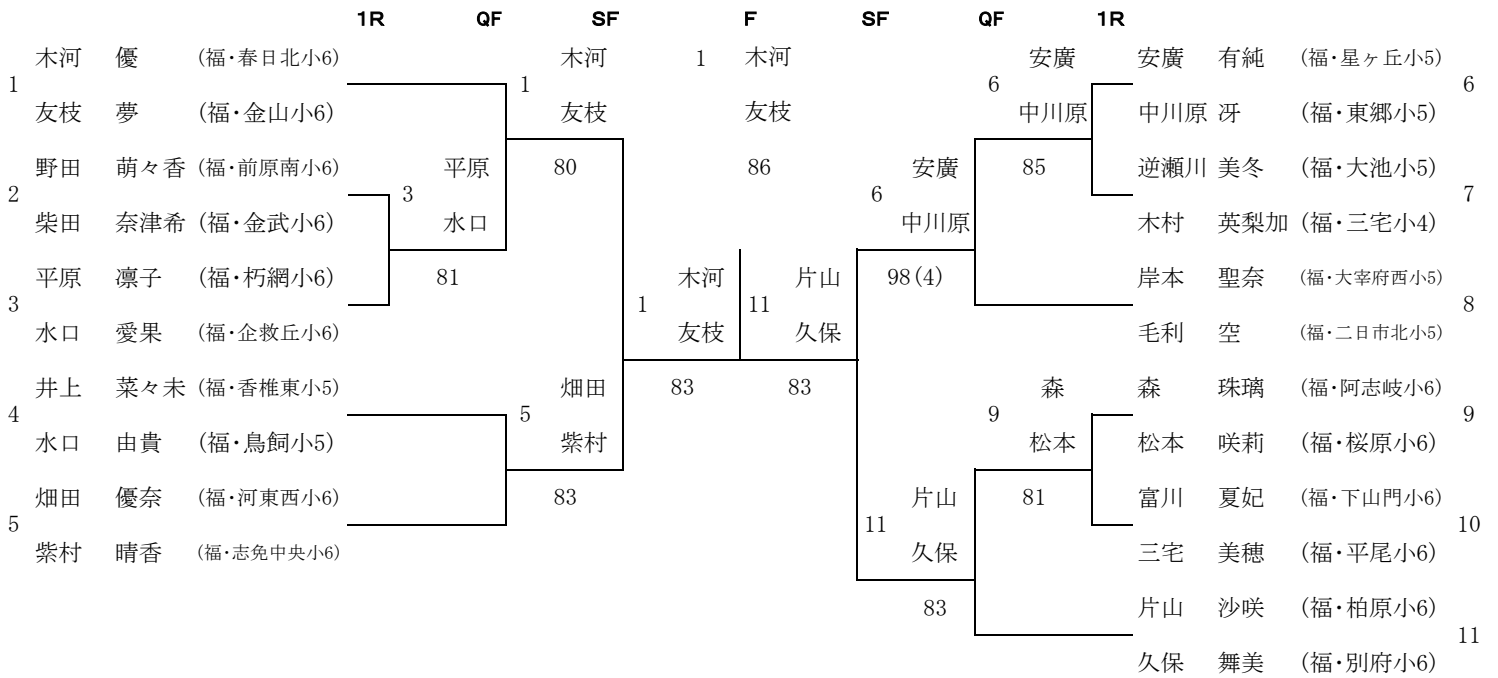 1R QF SF F SF QF 1R
木河 優 (福・春日北小6) 木河 1 木河 安廣 安廣 有純 (福・星ヶ丘小5)
1 1 6 6
友枝 夢 (福・金山小6) 友枝 友枝 中川原 中川原 冴 (福・東郷小5)
野田 萌々香 (福・前原南小6) 平原 80 86 安廣 85 逆瀬川 美冬 (福・大池小5)
2 3 6 7
柴田 奈津希 (福・金武小6) 水口 中川原 木村 英梨加 (福・三宅小4)
平原 凛子 (福・朽網小6) 81 木河 片山 98(4) 岸本 聖奈 (福・大宰府西小5)
3 1 11 8
水口 愛果 (福・企救丘小6) 友枝 久保 毛利 空 (福・二日市北小5)
井上 菜々未 (福・香椎東小5) 畑田 83 83 森 森 珠璃 (福・阿志岐小6)
4 5 9 9
水口 由貴 (福・鳥飼小5) 紫村 松本 松本 咲莉 (福・桜原小6)
畑田 優奈 (福・河東西小6) 83 片山 81 富川 夏妃 (福・下山門小6)
5 11 10
紫村 晴香 (福・志免中央小6) 久保 三宅 美穂 (福・平尾小6)
83 片山 沙咲 (福・柏原小6)
11
久保 舞美 (福・別府小6)